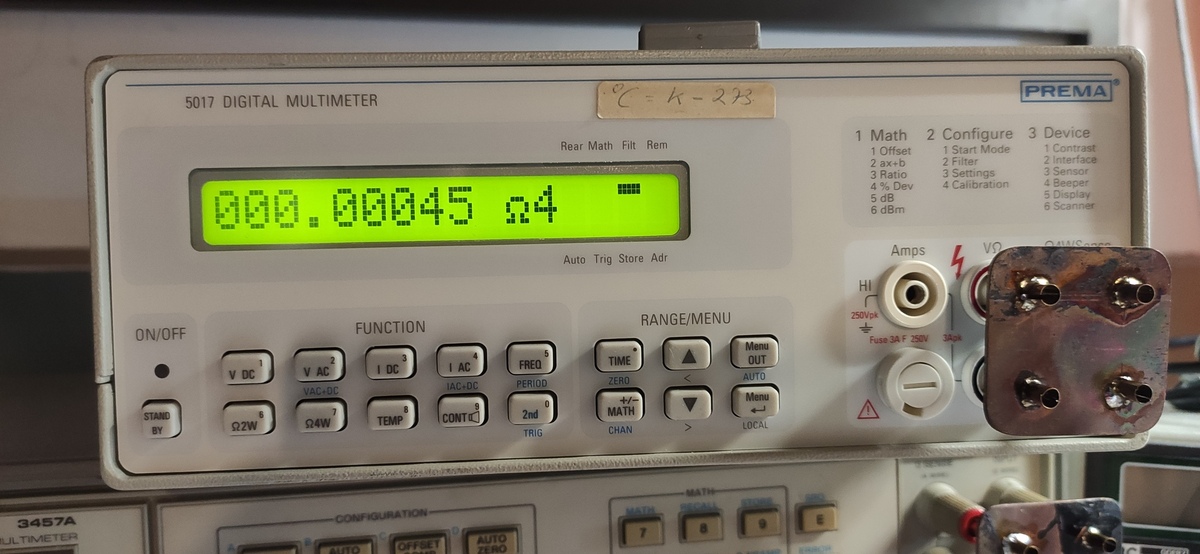 5017 DIGITAL MULTIMETER
°C = K - 273
PREMA
Rear Math Filt Rem
000.00045 Ω4
Auto Trig Store Adr
1 Math
1 Offset
2 ax+b
3 Ratio
4 % Dev
5 dB
6 dBm
2 Configure
1 Start Mode
2 Filter
3 Settings
4 Calibration
3 Device
1 Contrast
2 Interface
3 Sensor
4 Beeper
5 Display
6 Scanner
ON/OFF
STAND BY
FUNCTION
V DC 1
V AC 2
I DC 3
I AC 4
FREQ 5
VAC+DC
IAC+DC
PERIOD
Ω2W 6
Ω4W 7
TEMP 8
CONT 9
2nd 0
TRIG
RANGE/MENU
TIME •
▲
Menu OUT
ZERO
<
AUTO
+/- MATH
▼
Menu ↵
CHAN
>
LOCAL
Amps
VΩ
HI
250Vpk
Fuse 3A F 250V
3Apk
3457A
MULTIMETER
CONFIGURATION
AUTO
OFFSET
AUTO
ZERO
MATH
MATH
7
8
9
E